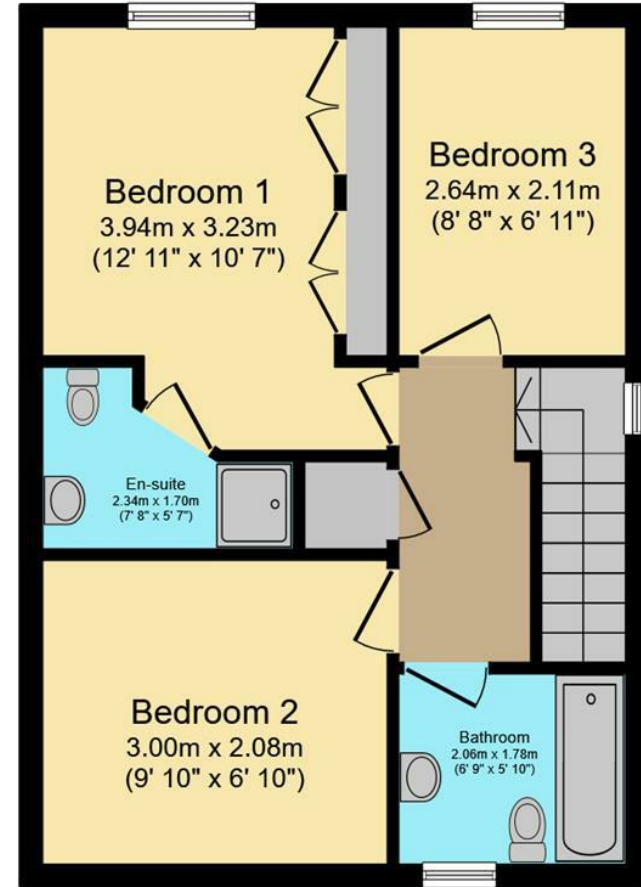 Bedroom 1
3.94m x 3.23m
(12' 11" x 10' 7")
Bedroom 3
2.64m x 2.11m
(8' 8" x 6' 11")
En-suite
2.34m x 1.70m
(7' 8" x 5' 7")
Bedroom 2
3.00m x 2.08m
(9' 10" x 6' 10")
Bathroom
2.06m x 1.78m
(6' 9" x 5' 10")